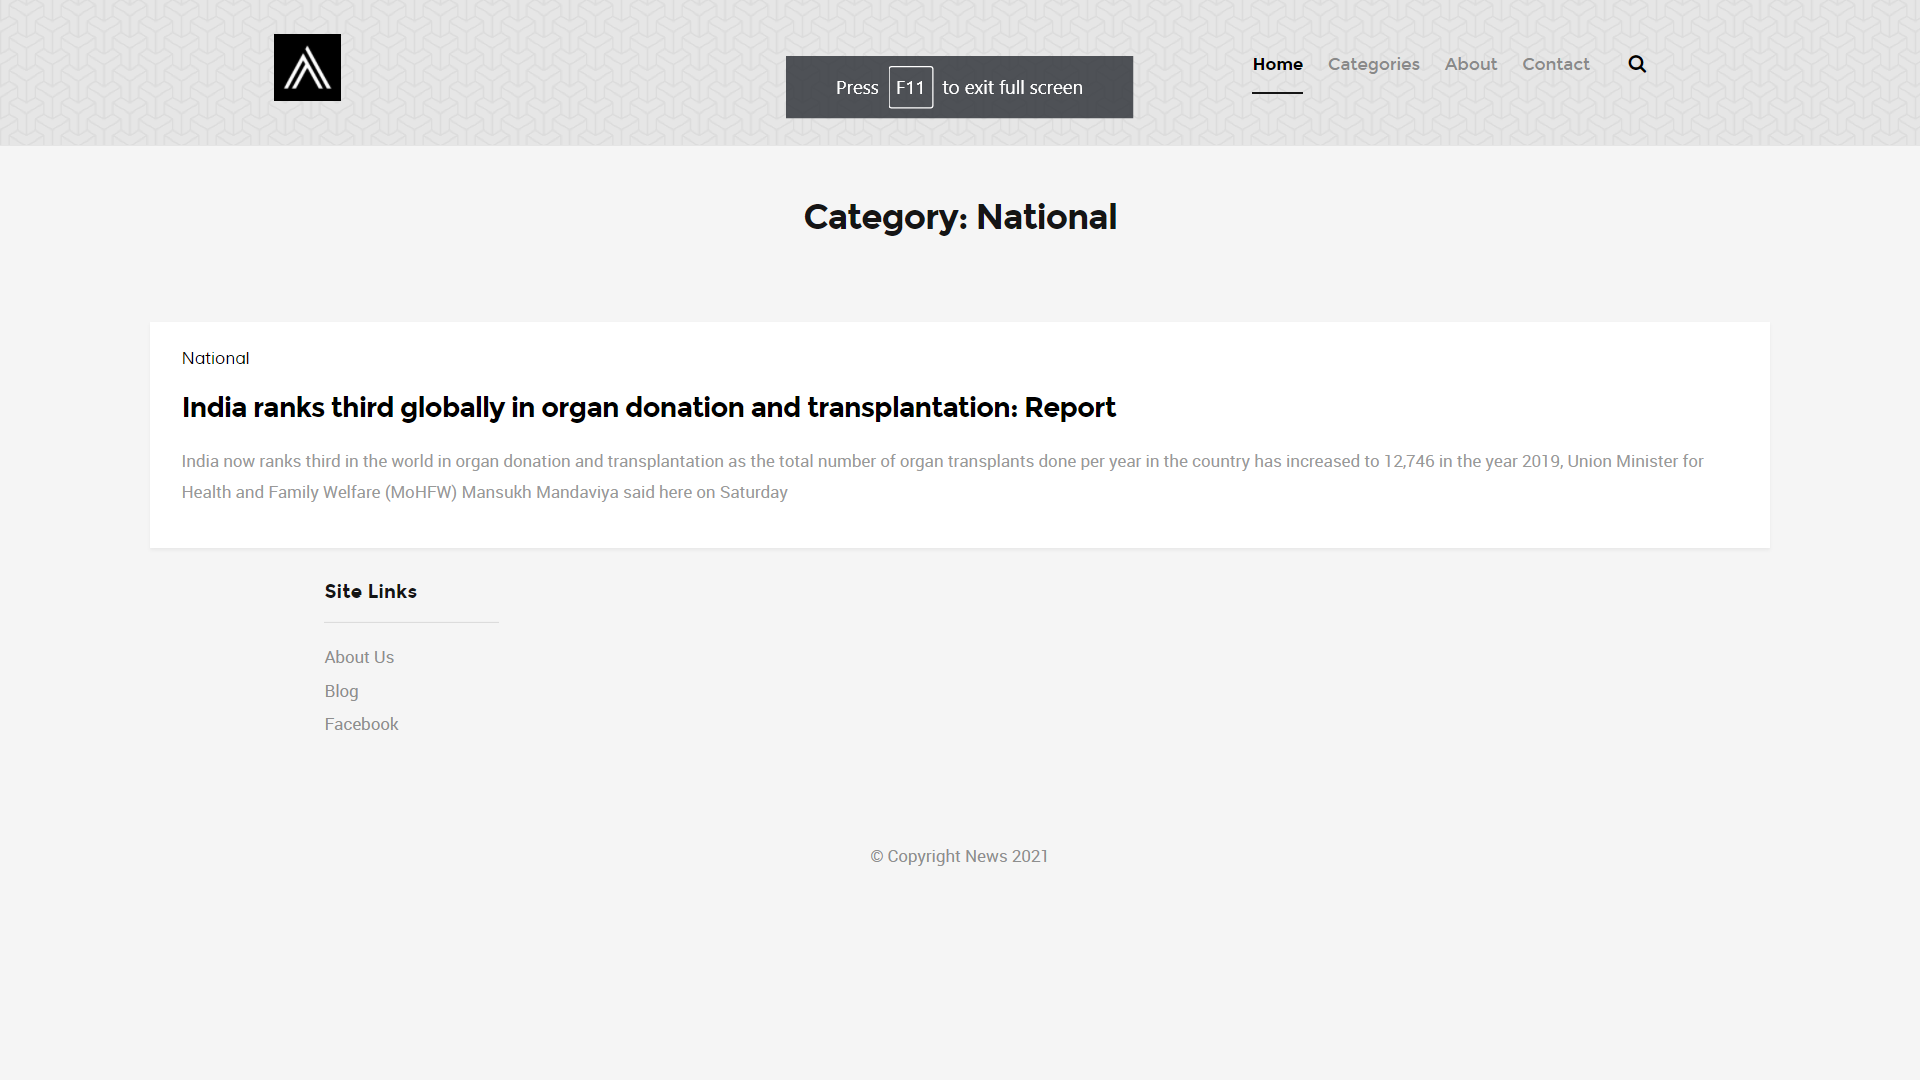 Home Categories About Contact
Press F11 to exit full screen
Category: National
National
India ranks third globally in organ donation and transplantation: Report
India now ranks third in the world in organ donation and transplantation as the total number of organ transplants done per year in the country has increased to 12,746 in the year 2019, Union Minister for
Health and Family Welfare (MoHFW) Mansukh Mandaviya said here on Saturday
Site Links
About Us
Blog
Facebook
© Copyright News 2021